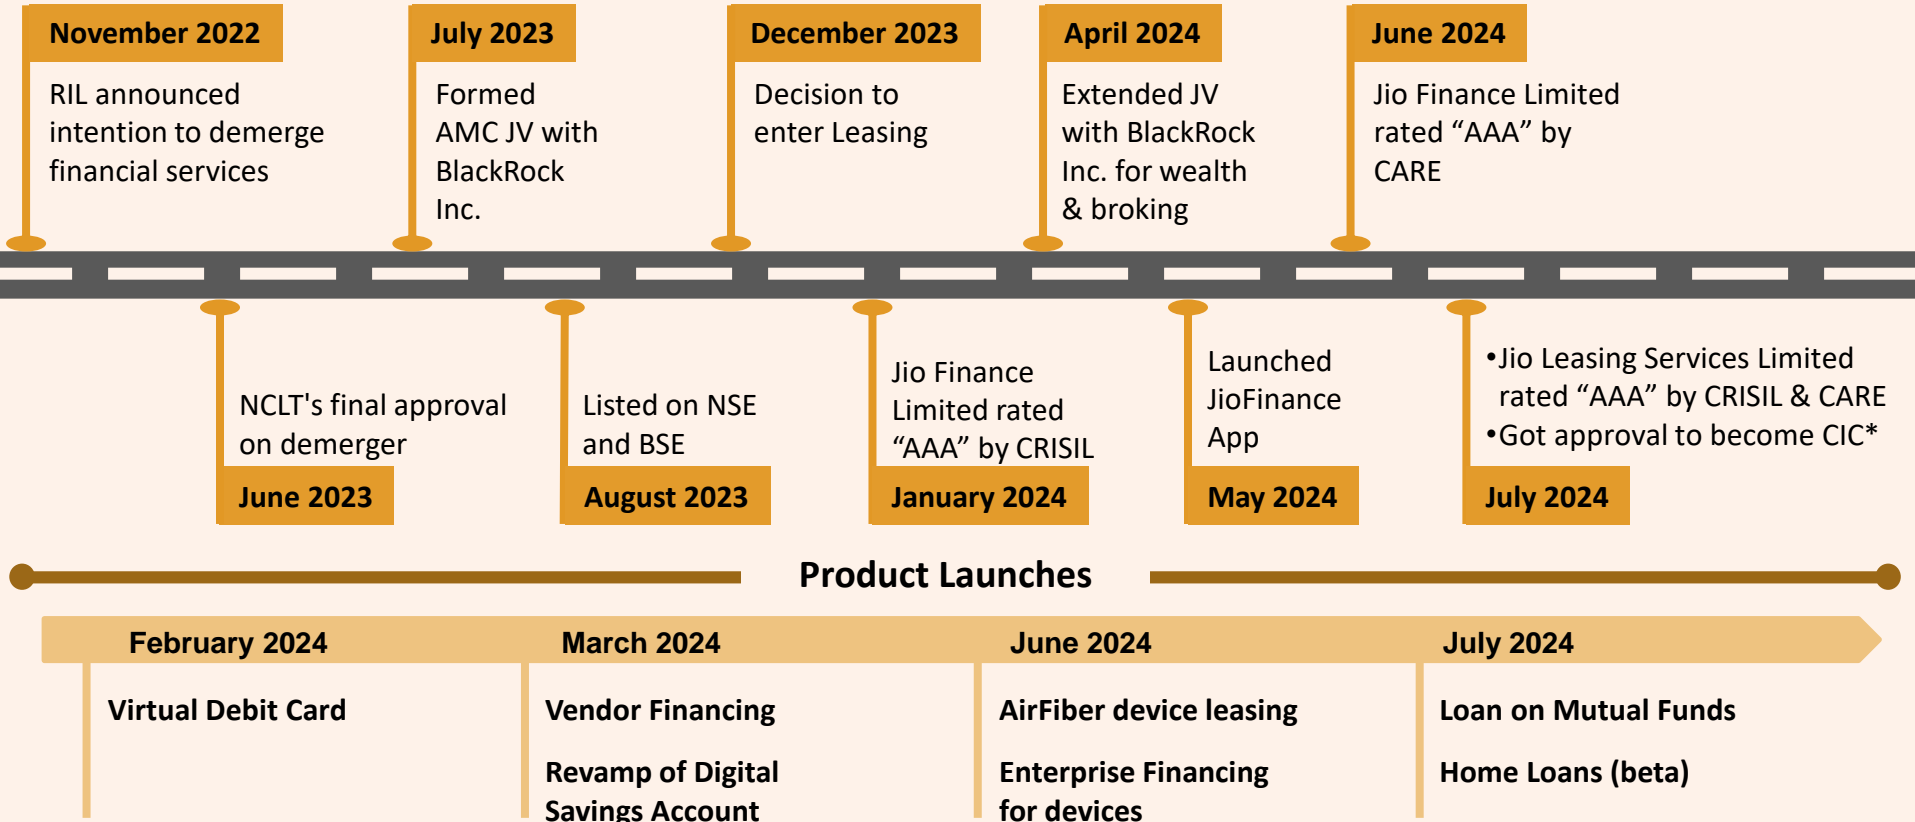 November 2022
RIL announced
intention to demerge
financial services
July 2023
Formed
AMC JV with
BlackRock
Inc.
December 2023
Decision to
enter Leasing
April 2024
Extended JV
with BlackRock
Inc. for wealth
& broking
June 2024
Jio Finance Limited
rated “AAA” by
CARE
NCLT's final approval
on demerger
June 2023
Listed on NSE
and BSE
August 2023
Jio Finance
Limited rated
“AAA” by CRISIL
January 2024
Launched
JioFinance
App
May 2024
•Jio Leasing Services Limited
rated “AAA” by CRISIL & CARE
•Got approval to become CIC*
July 2024
Product Launches
February 2024
Virtual Debit Card
March 2024
Vendor Financing
Revamp of Digital
Savings Account
June 2024
AirFiber device leasing
Enterprise Financing
for devices
July 2024
Loan on Mutual Funds
Home Loans (beta)